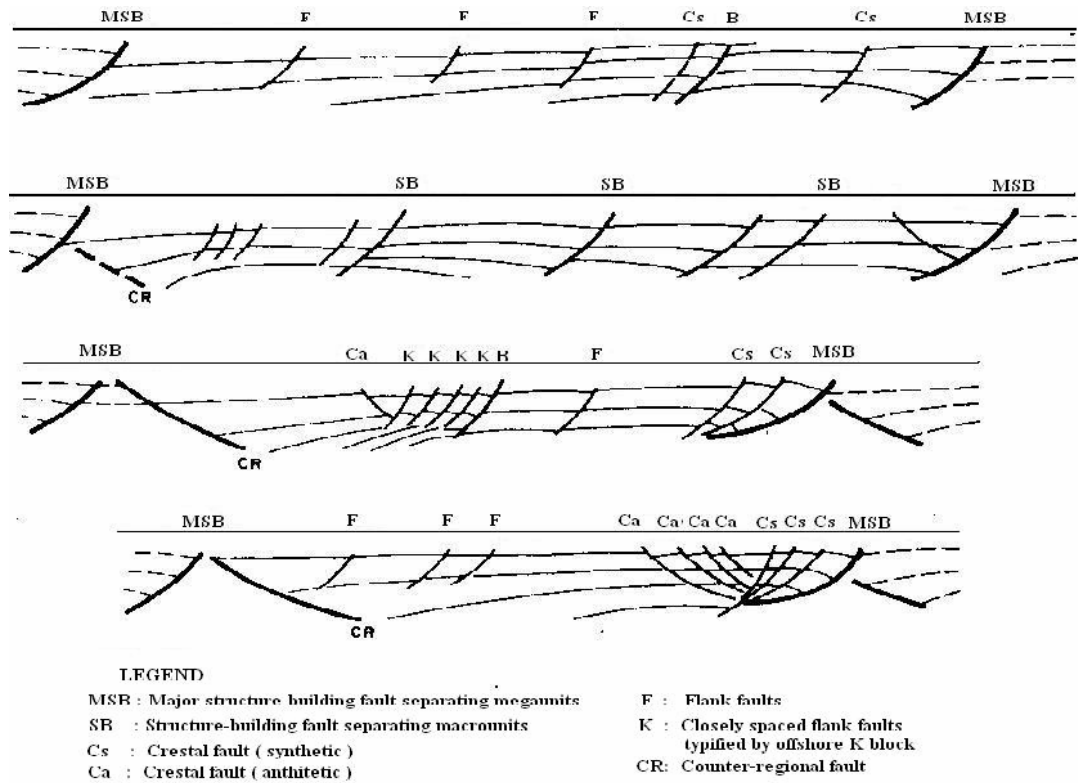 MSB F F F Cs B Cs MSB
MSB SB SB SB MSB
CR
MSB Ca K K K K B F Cs Cs MSB
CR
MSB F F F Ca Ca Ca Ca Cs Cs Cs MSB
CR
LEGEND
MSB : Major structure building fault separating megaunits
SB : Structure-building fault separating macrounits
Cs : Crestal fault ( synthetic )
Ca : Crestal fault ( anthitetic )
F : Flank faults
K : Closely spaced flank faults
typified by offshore K block
CR: Counter-regional fault